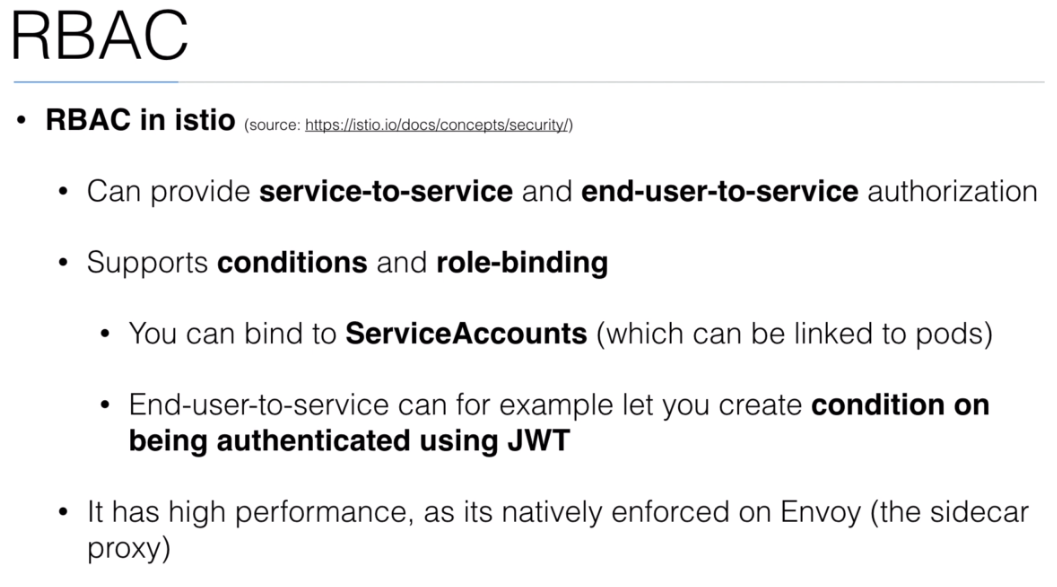 RBAC
• RBAC in istio (source: https://istio.io/docs/concepts/security/)
• Can provide service-to-service and end-user-to-service authorization
• Supports conditions and role-binding
• You can bind to ServiceAccounts (which can be linked to pods)
• End-user-to-service can for example let you create condition on
being authenticated using JWT
• It has high performance, as its natively enforced on Envoy (the sidecar
proxy)